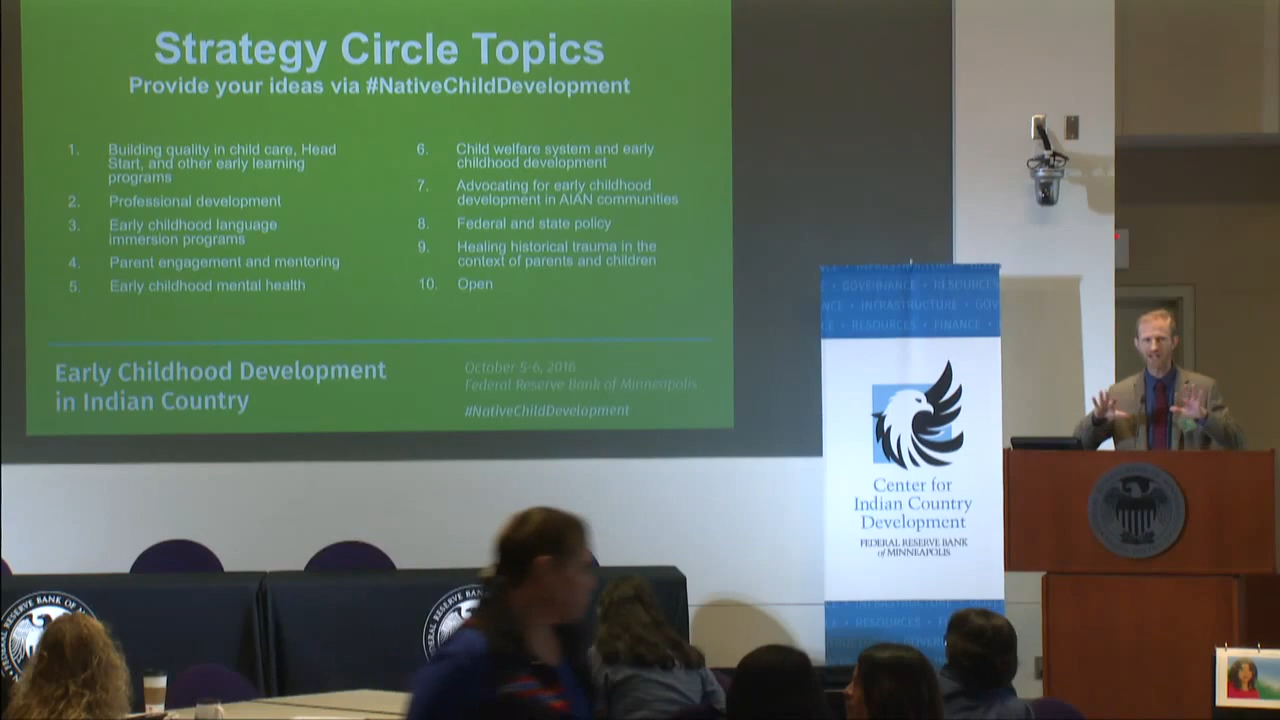 Strategy Circle Topics
Provide your ideas via #NativeChildDevelopment
1. Building quality in child care, Head
Start, and other early learning
programs
2. Professional development
3. Early childhood language
immersion programs
4. Parent engagement and mentoring
5. Early childhood mental health
6. Child welfare system and early
childhood development
7. Advocating for early childhood
development in AIAN communities
8. Federal and state policy
9. Healing historical trauma in the
context of parents and children
10. Open
Early Childhood Development
in Indian Country
October 5-6, 2016
Federal Reserve Bank of Minneapolis
#NativeChildDevelopment
• GOVERNANCE • RESOURCES
• INFRASTRUCTURE •
• RESOURCES • FINANCE •
Center for
Indian Country
Development
FEDERAL RESERVE BANK
of MINNEAPOLIS
INFRASTRUCTURE
• RESOURCES •
RESERVE BANK OF